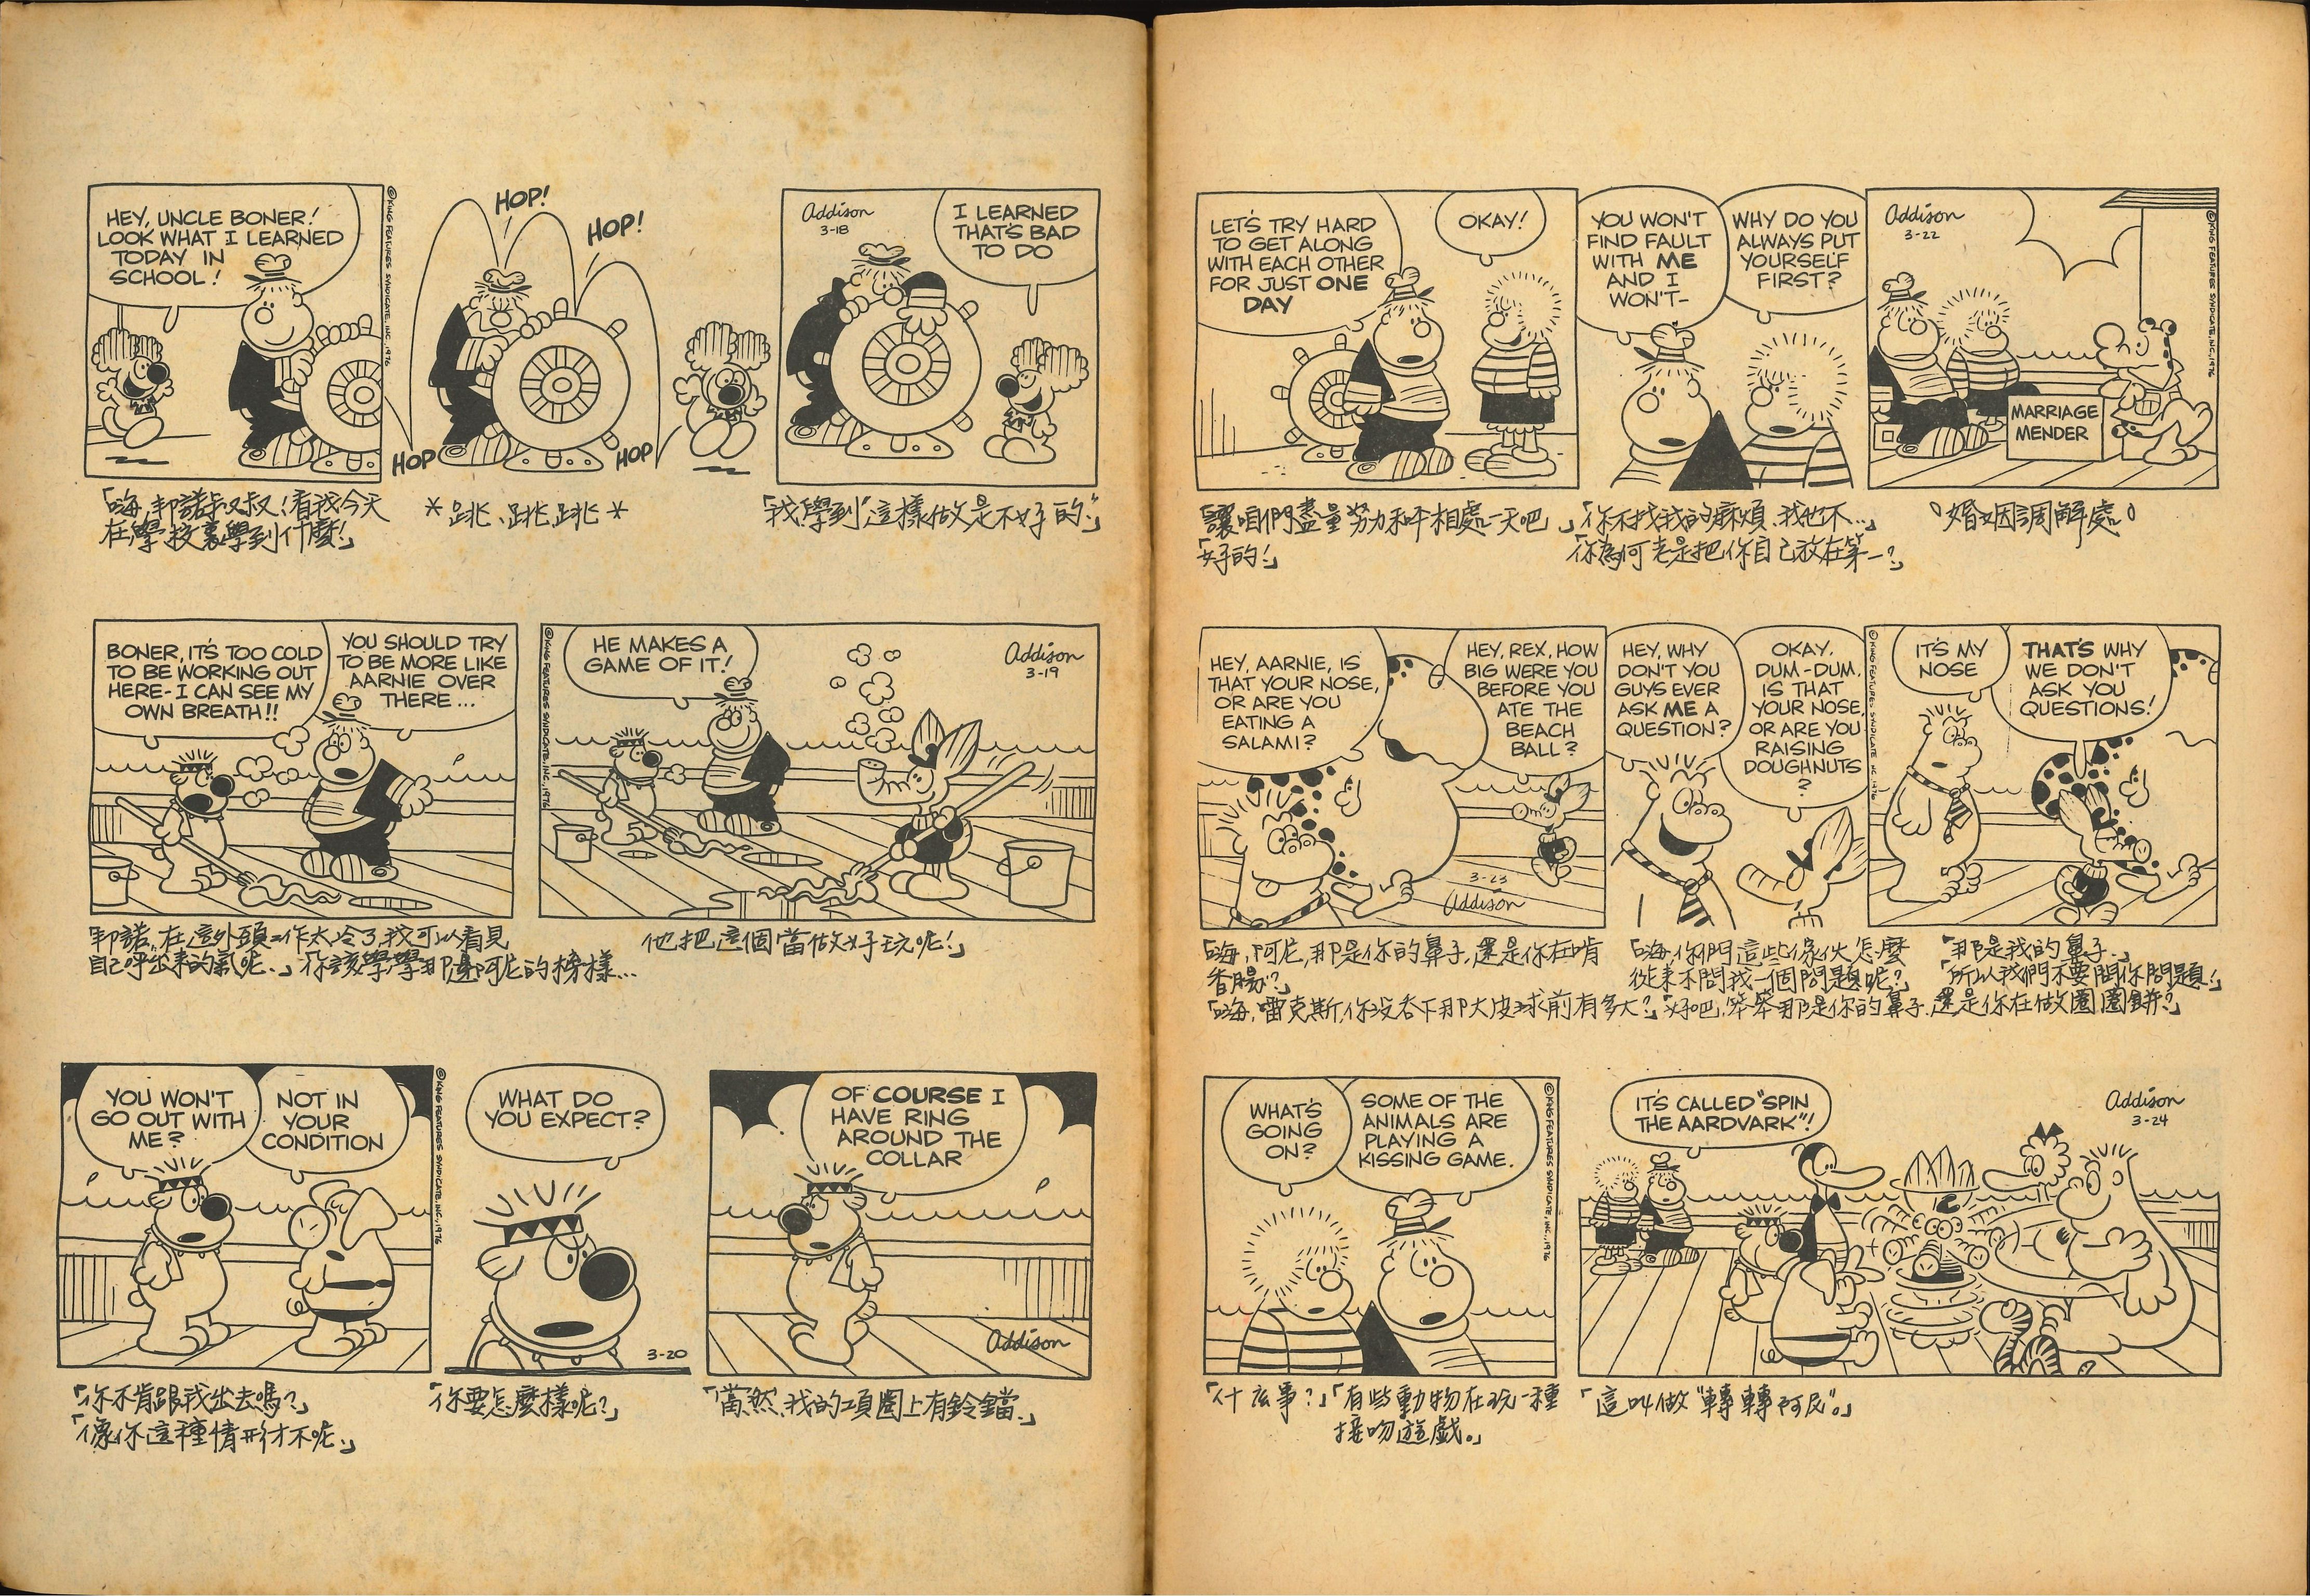 HEY, UNCLE BONER!
LOOK WHAT I LEARNED
TODAY IN
SCHOOL!
©KING FEATURES SYNDICATE, INC., 1976
HOP!
HOP!
HOP
HOP
Addison
3-18
I LEARNED
THAT'S BAD
TO DO
「嗨,邦諾叔叔!看我今天
在學校裏學到什麼!」
*跳、跳、跳*
「我學到"這樣做是不好的"」
BONER, IT'S TOO COLD
TO BE WORKING OUT
HERE- I CAN SEE MY
OWN BREATH!!
YOU SHOULD TRY
TO BE MORE LIKE
AARNIE OVER
THERE...
©KING FEATURES SYNDICATE, INC., 1976
HE MAKES A
GAME OF IT!
Addison
3-19
邦諾,在這外頭工作太冷了,我可以看見
自己呼出來的氣呢.」你該學學那邊阿尼的榜樣...
他把這個當做好玩呢!」
YOU WON'T
GO OUT WITH
ME?
NOT IN
YOUR
CONDITION
©KING FEATURES SYNDICATE, INC., 1976
WHAT DO
YOU EXPECT?
3-20
OF COURSE I
HAVE RING
AROUND THE
COLLAR
Addison
「你不肯跟我出去嗎?」
「像你這種情形才不呢.」
「你要怎麼樣呢?」
「當然,我的項圈上有鈴鐺.」
LET'S TRY HARD
TO GET ALONG
WITH EACH OTHER
FOR JUST ONE
DAY
OKAY!
YOU WON'T
FIND FAULT
WITH ME
AND I
WON'T-
WHY DO YOU
ALWAYS PUT
YOURSELF
FIRST?
Addison
3-22
MARRIAGE
MENDER
©KING FEATURES SYNDICATE, INC., 1976
「讓咱們盡量努力和平相處一天吧」
「好的!」
「你不找我的麻煩,我也不...」
「你為何老是把你自己放在第一?」
婚姻調解處
HEY, AARNIE, IS
THAT YOUR NOSE,
OR ARE YOU
EATING A
SALAMI?
HEY, REX, HOW
BIG WERE YOU
BEFORE YOU
ATE THE
BEACH
BALL?
3-23
Addison
HEY, WHY
DON'T YOU
GUYS EVER
ASK ME A
QUESTION?
OKAY,
DUM-DUM,
IS THAT
YOUR NOSE,
OR ARE YOU
RAISING
DOUGHNUTS
?
©KING FEATURES SYNDICATE, INC., 1976
IT'S MY
NOSE
THAT'S WHY
WE DON'T
ASK YOU
QUESTIONS!
「嗨,阿尼,那是你的鼻子,還是你在啃
香腸?」
「嗨,雷克斯,你沒吞下那大皮球前有多大?」
「嗨,你們這些傢伙怎麼
從來不問我一個問題呢?」
「好吧,笨笨那是你的鼻子,還是你在做圈圈餅?」
「那是我的鼻子.」
「所以我們不要問你問題!」
WHAT'S
GOING
ON?
SOME OF THE
ANIMALS ARE
PLAYING A
KISSING GAME.
©KING FEATURES SYNDICATE, INC., 1976
IT'S CALLED "SPIN
THE AARDVARK"!
Addison
3-24
「什么事?」「有些動物在玩一種
接吻遊戲。」
「這叫做"轉轉阿尼"。」